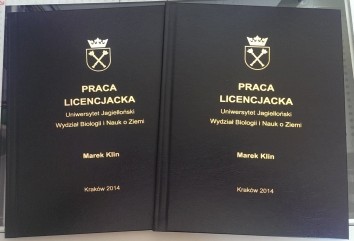 PRACA
LICENCJACKA
Uniwersytet Jagielloński
Wydział Biologii i Nauk o Ziemi
Marek Klin
Kraków 2014
PRACA
LICENCJACKA
Uniwersytet Jagielloński
Wydział Biologii i Nauk o Ziemi
Marek Klin
Kraków 2014